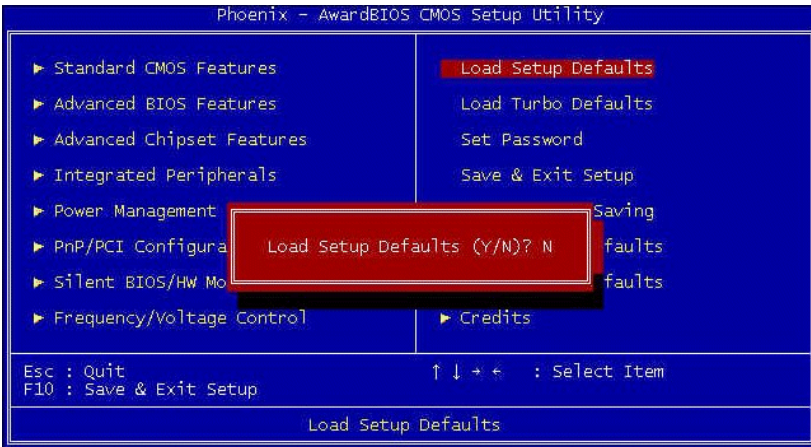 Phoenix - AwardBIOS CMOS Setup Utility
► Standard CMOS Features
► Advanced BIOS Features
► Advanced Chipset Features
► Integrated Peripherals
► Power Management
► PnP/PCI Configura
► Silent BIOS/HW Mo
► Frequency/Voltage Control
Load Setup Defaults
Load Turbo Defaults
Set Password
Save & Exit Setup
Saving
faults
faults
► Credits
Load Setup Defaults (Y/N)? N
Esc : Quit
F10 : Save & Exit Setup
↑ ↓ → ← : Select Item
Load Setup Defaults